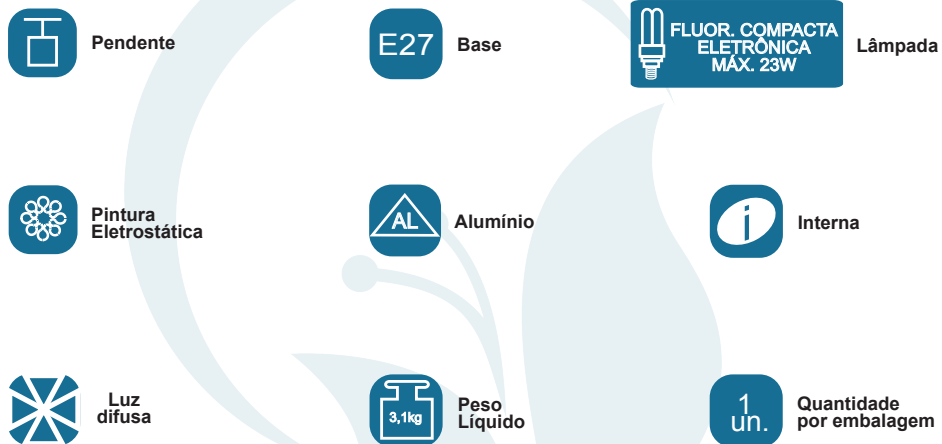 Pendente
E27
Base
FLUOR. COMPACTA
ELETRÔNICA
MÁX. 23W
Lâmpada
Pintura
Eletrostática
AL
Alumínio
i
Interna
Luz
difusa
3,1kg
Peso
Líquido
1
un.
Quantidade
por embalagem